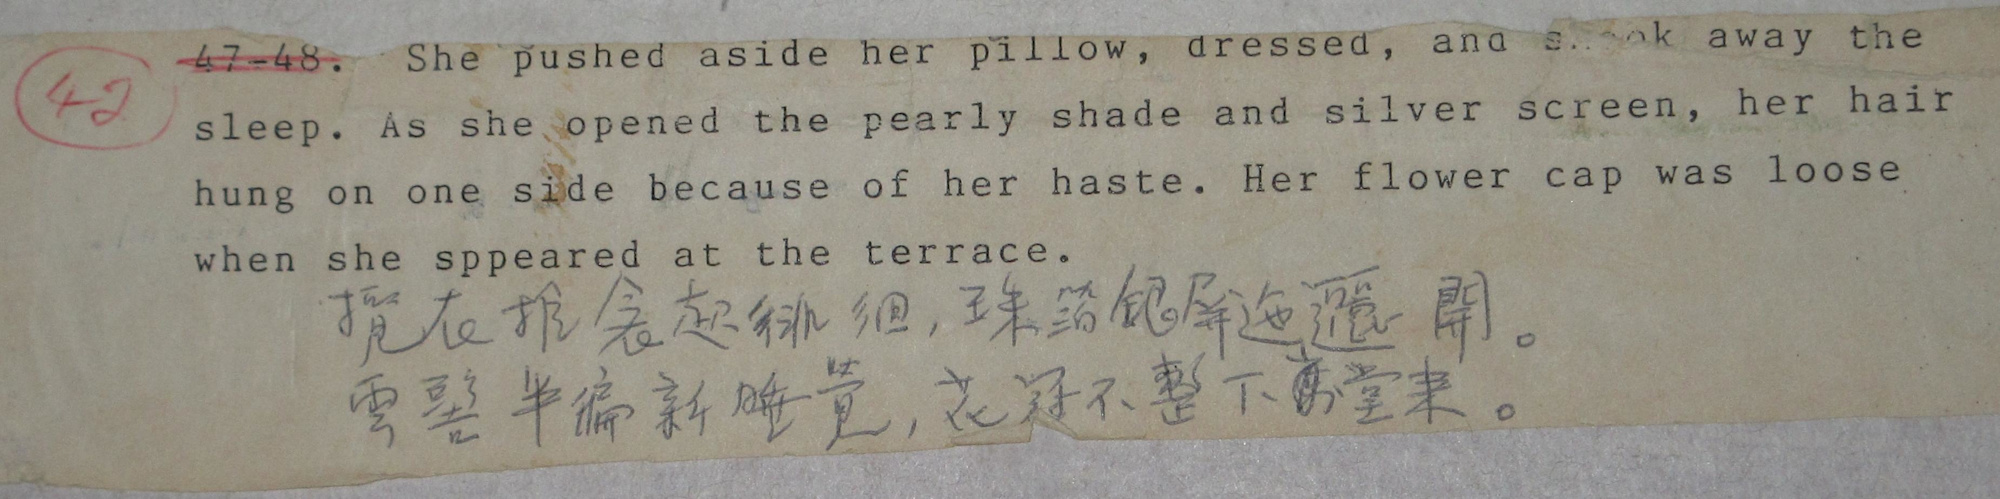 42
47-48. She pushed aside her pillow, dressed, and away the
sleep. As she opened the pearly shade and silver screen, her hair
hung on one side because of her haste. Her flower cap was loose
when she sppeared at the terrace.
攬衣推衾起徘徊,珠箔銀屏迤邐開。
雲髻半偏新睡覺,花冠不整下堂来。